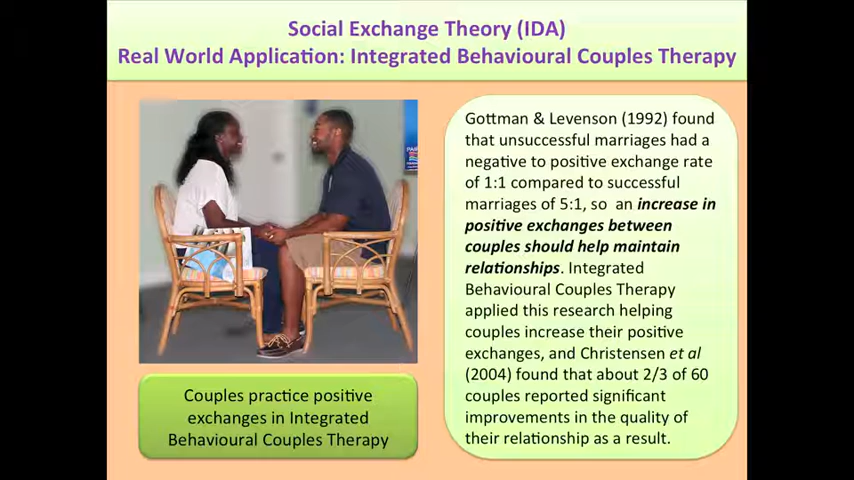 Social Exchange Theory (IDA)
Real World Application: Integrated Behavioural Couples Therapy
Gottman & Levenson (1992) found
that unsuccessful marriages had a
negative to positive exchange rate
of 1:1 compared to successful
marriages of 5:1, so an increase in
positive exchanges between
couples should help maintain
relationships. Integrated
Behavioural Couples Therapy
applied this research helping
couples increase their positive
exchanges, and Christensen et al
(2004) found that about 2/3 of 60
couples reported significant
improvements in the quality of
their relationship as a result.
Couples practice positive
exchanges in Integrated
Behavioural Couples Therapy